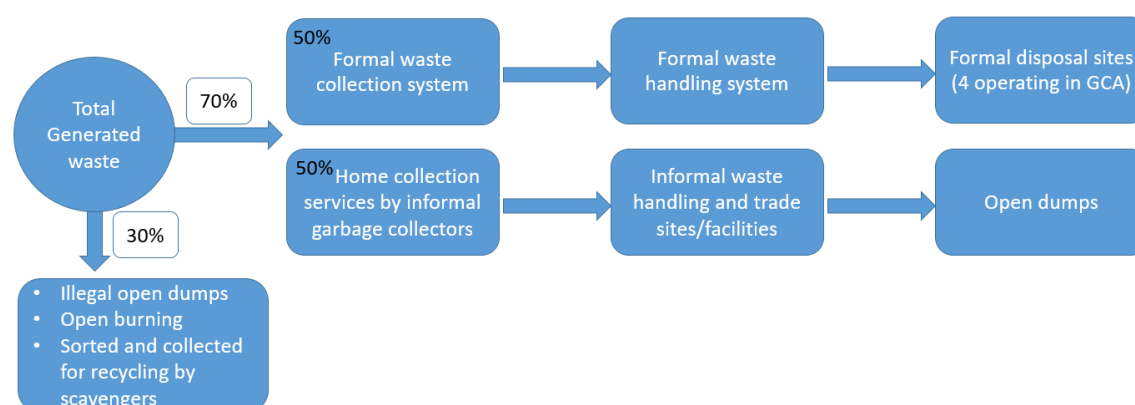 Total
Generated
waste
70%
30%
50%
Formal waste
collection system
Formal waste
handling system
Formal disposal sites
(4 operating in GCA)
50%
Home collection
services by informal
garbage collectors
Informal waste
handling and trade
sites/facilities
Open dumps
• Illegal open dumps
• Open burning
• Sorted and collected
for recycling by
scavengers